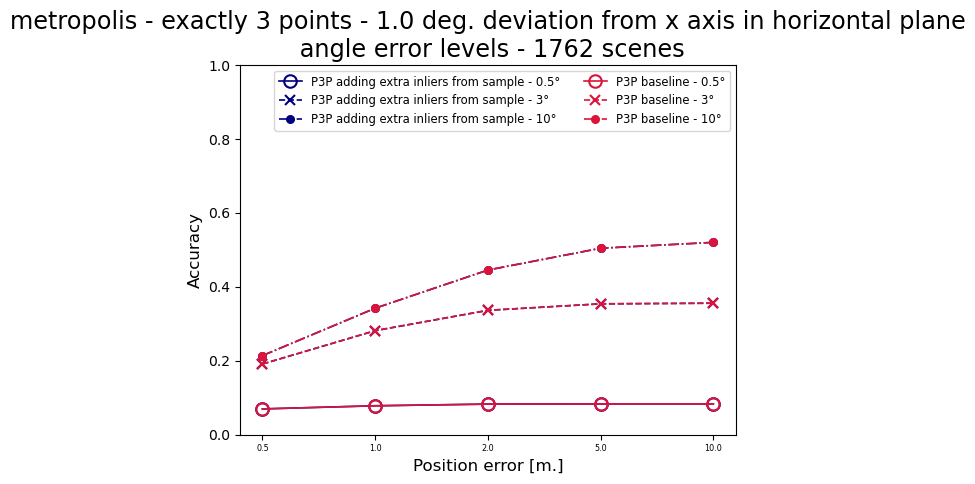 metropolis - exactly 3 points - 1.0 deg. deviation from x axis in horizontal plane
angle error levels - 1762 scenes
P3P adding extra inliers from sample - 0.5°
P3P adding extra inliers from sample - 3°
P3P adding extra inliers from sample - 10°
P3P baseline - 0.5°
P3P baseline - 3°
P3P baseline - 10°
Accuracy
1.0
0.8
0.6
0.4
0.2
0.0
0.5
1.0
2.0
5.0
10.0
Position error [m.]